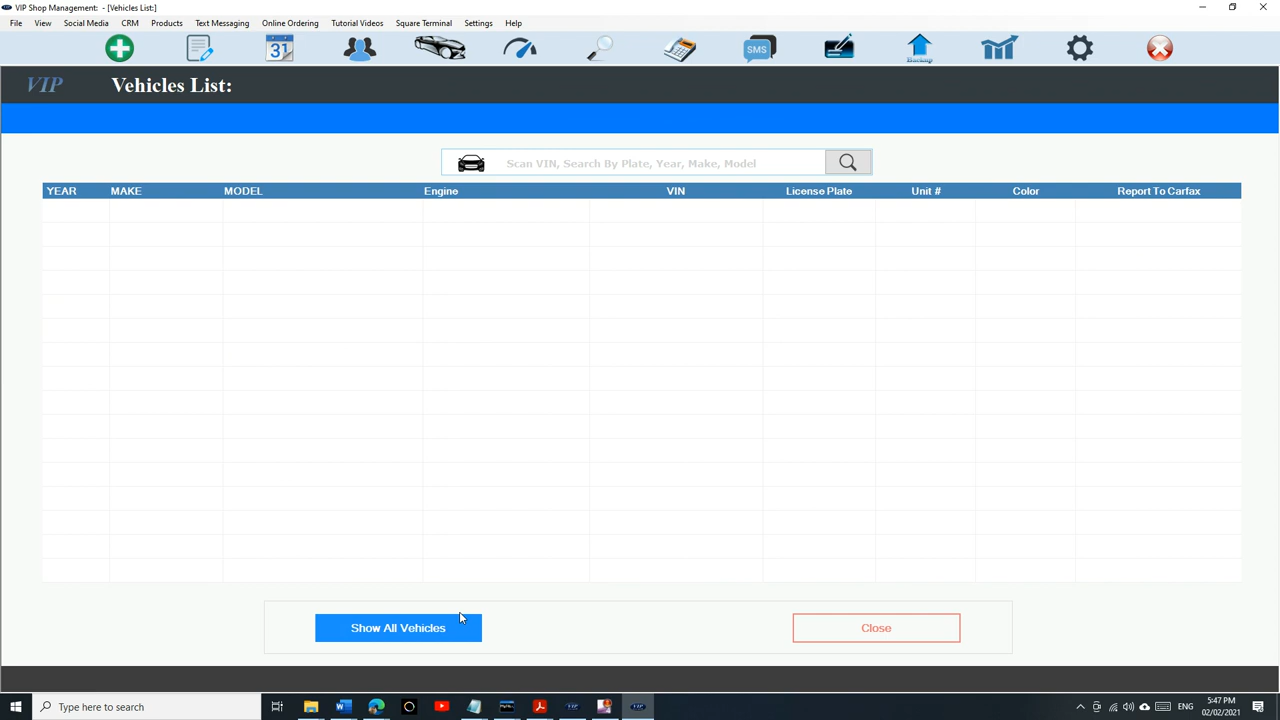 VIP Shop Management: - [Vehicles List:]
File View Social Media CRM Products Text Messaging Online Ordering Tutorial Videos Square Terminal Settings Help
31 SMS Backup
VIP Vehicles List:
Scan VIN, Search By Plate, Year, Make, Model
YEAR MAKE MODEL Engine VIN License Plate Unit # Color Report To Carfax
Show All Vehicles Close
Type here to search
ENG
5:47 PM
02/02/2021